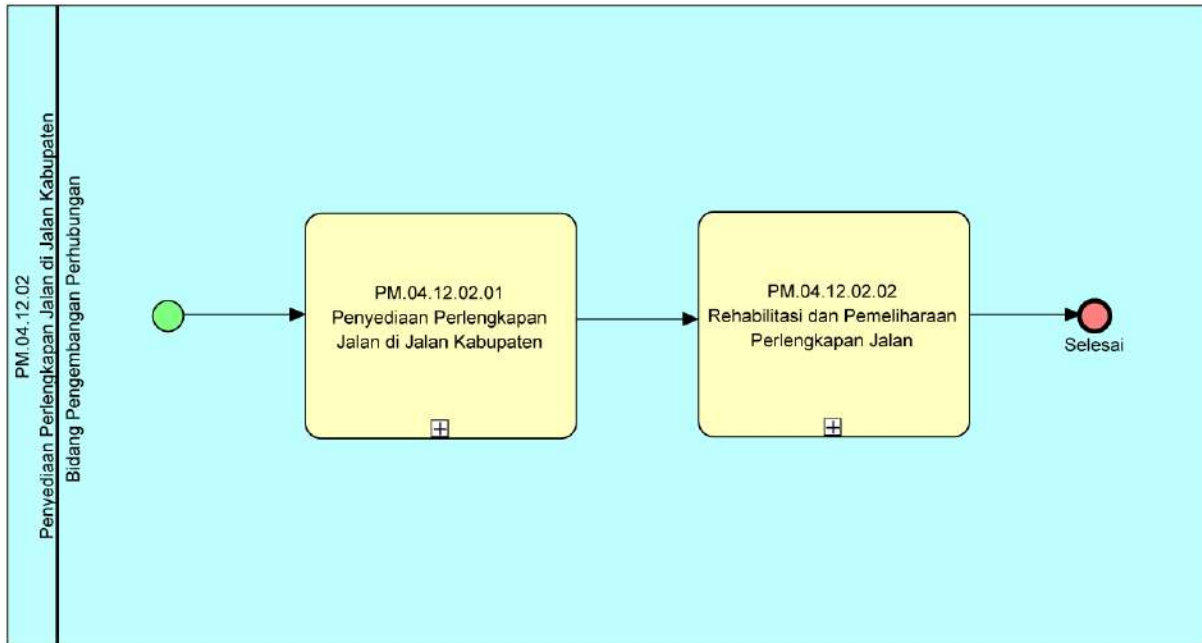 PM.04.12.02
Penyediaan Perlengkapan Jalan di Jalan Kabupaten
Bidang Pengembangan Perhubungan
PM.04.12.02.01
Penyediaan Perlengkapan
Jalan di Jalan Kabupaten
PM.04.12.02.02
Rehabilitasi dan Pemeliharaan
Perlengkapan Jalan
Selesai